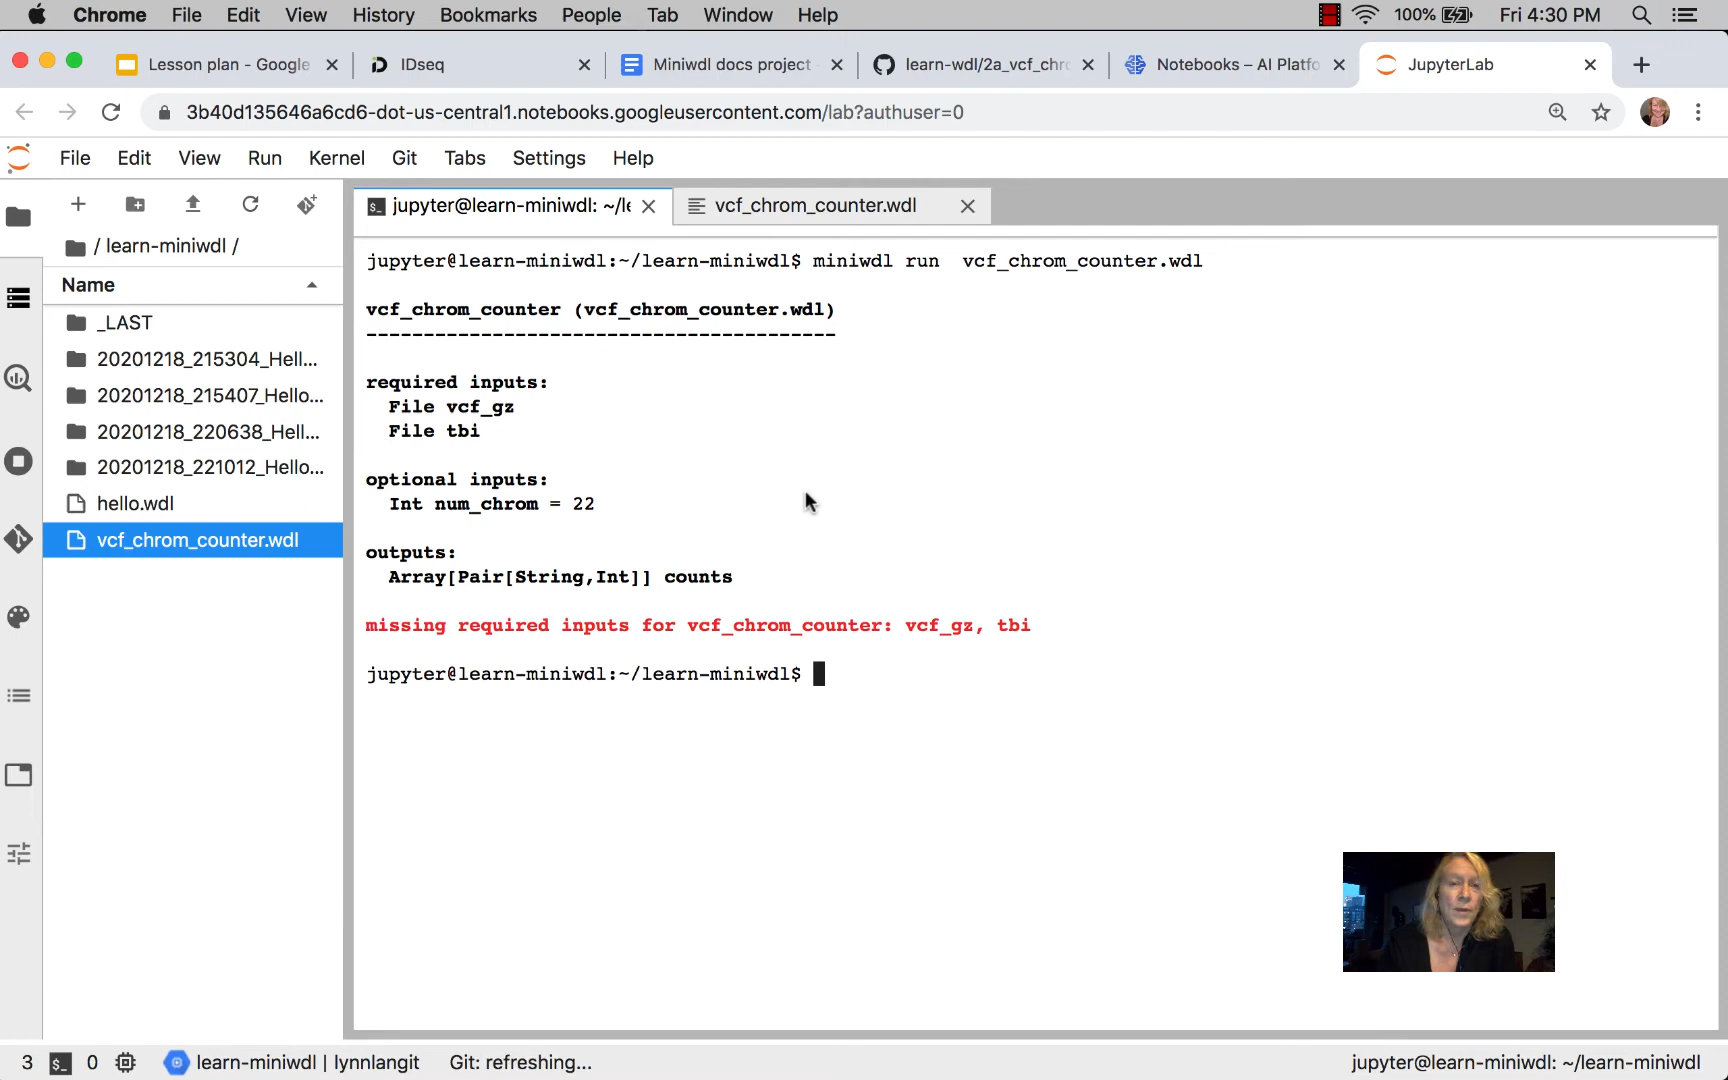 Chrome File Edit View History Bookmarks People Tab Window Help 100% Fri 4:30 PM
Lesson plan - Google IDseq Miniwdl docs project learn-wdl/2a_vcf_chro Notebooks – AI Platfo JupyterLab
3b40d135646a6cd6-dot-us-central1.notebooks.googleusercontent.com/lab?authuser=0
File Edit View Run Kernel Git Tabs Settings Help
jupyter@learn-miniwdl: ~/le vcf_chrom_counter.wdl
/ learn-miniwdl /
Name
_LAST
20201218_215304_Hell...
20201218_215407_Hello...
20201218_220638_Hell...
20201218_221012_Hello...
hello.wdl
vcf_chrom_counter.wdl
jupyter@learn-miniwdl:~/learn-miniwdl$ miniwdl run  vcf_chrom_counter.wdl
vcf_chrom_counter (vcf_chrom_counter.wdl)
-----------------------------------------
required inputs:
File vcf_gz
File tbi
optional inputs:
Int num_chrom = 22
outputs:
Array[Pair[String,Int]] counts
missing required inputs for vcf_chrom_counter: vcf_gz, tbi
jupyter@learn-miniwdl:~/learn-miniwdl$
3 $_ 0 learn-miniwdl | lynnlangit Git: refreshing... jupyter@learn-miniwdl: ~/learn-miniwdl